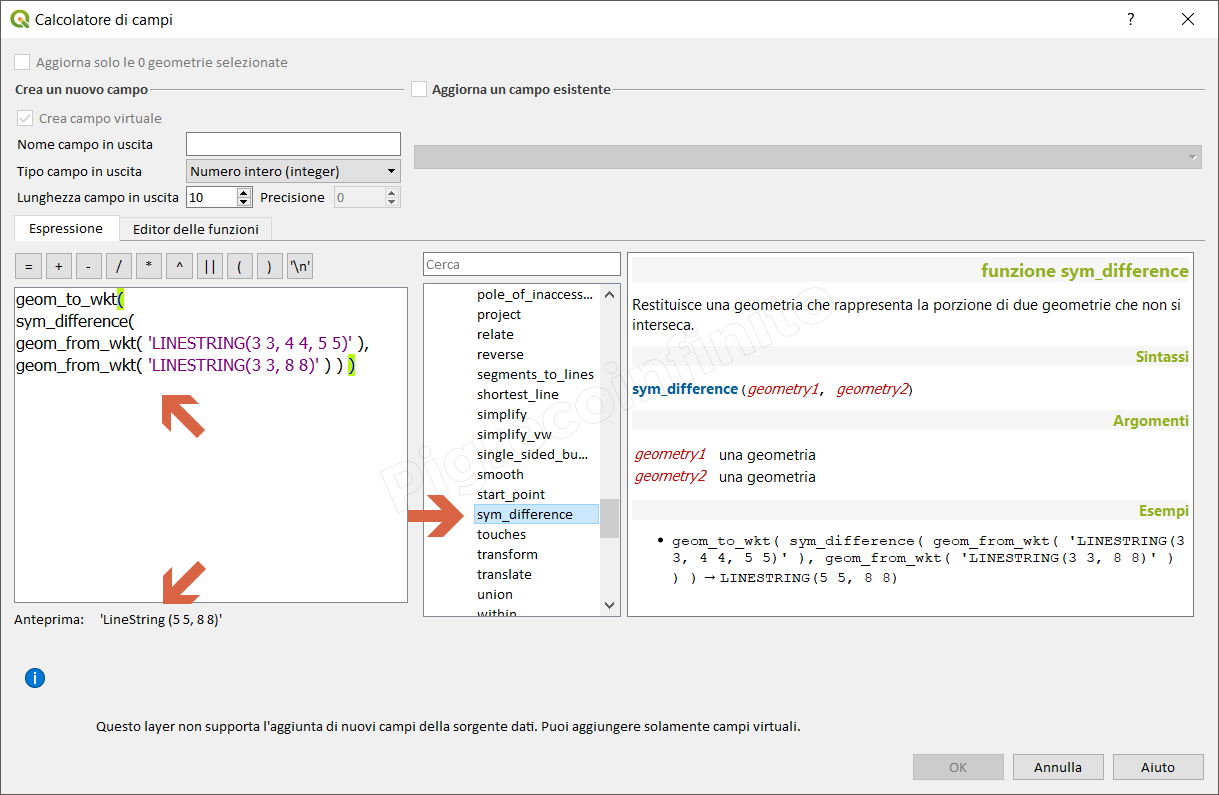 Calcolatore di campi
?
Aggiorna solo le 0 geometrie selezionate
Crea un nuovo campo
Aggiorna un campo esistente
Crea campo virtuale
Nome campo in uscita
Tipo campo in uscita
Numero intero (integer)
Lunghezza campo in uscita
10
Precisione
0
Espressione
Editor delle funzioni
=
+
-
/
*
^
||
(
)
'\n'
geom_to_wkt(
sym_difference(
geom_from_wkt( 'LINESTRING(3 3, 4 4, 5 5)' ),
geom_from_wkt( 'LINESTRING(3 3, 8 8)' ) ) )
Anteprima: 'LineString (5 5, 8 8)'
Cerca
pole_of_inaccess...
project
relate
reverse
segments_to_lines
shortest_line
simplify
simplify_vw
single_sided_bu...
smooth
start_point
sym_difference
touches
transform
translate
union
within
funzione sym_difference
Restituisce una geometria che rappresenta la porzione di due geometrie che non si
interseca.
Sintassi
sym_difference(geometry1, geometry2)
Argomenti
geometry1 una geometria
geometry2 una geometria
Esempi
• geom_to_wkt( sym_difference( geom_from_wkt( 'LINESTRING(3
3, 4 4, 5 5)' ), geom_from_wkt( 'LINESTRING(3 3, 8 8)' )
) ) → LINESTRING(5 5, 8 8)
Pigrecoinfinito
i
Questo layer non supporta l'aggiunta di nuovi campi della sorgente dati. Puoi aggiungere solamente campi virtuali.
OK
Annulla
Aiuto